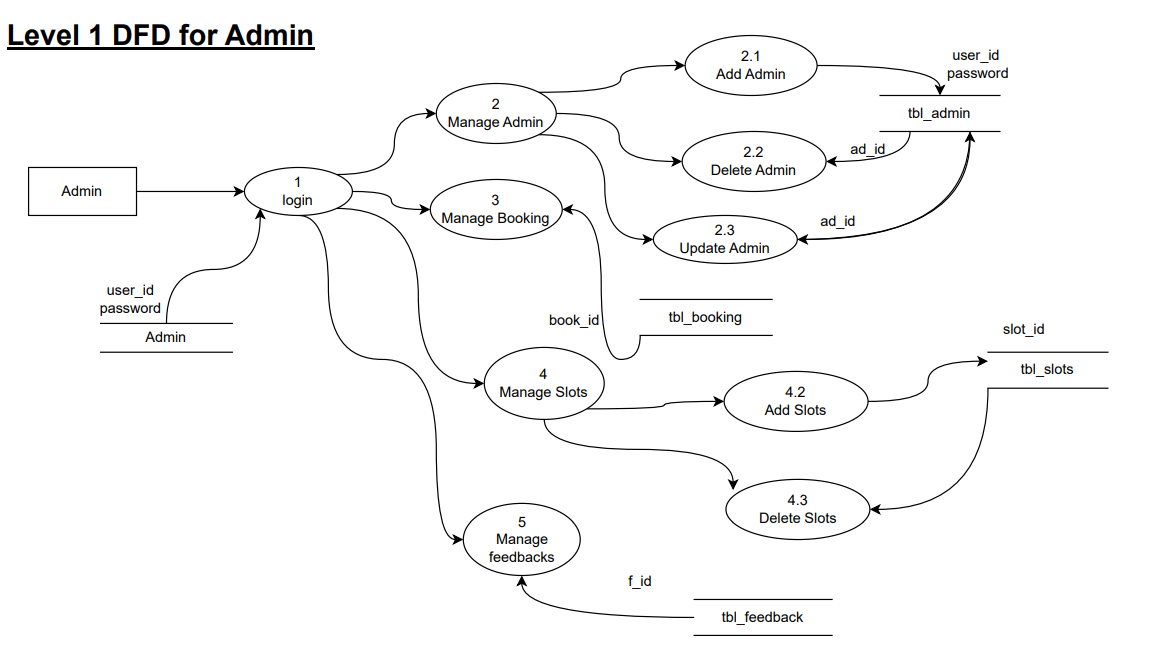 Level 1 DFD for Admin
2.1
Add Admin
user_id
password
tbl_admin
2
Manage Admin
2.2
Delete Admin
ad_id
Admin
1
login
3
Manage Booking
2.3
Update Admin
ad_id
user_id
password
Admin
book_id
tbl_booking
slot_id
tbl_slots
4
Manage Slots
4.2
Add Slots
4.3
Delete Slots
5
Manage
feedbacks
f_id
tbl_feedback